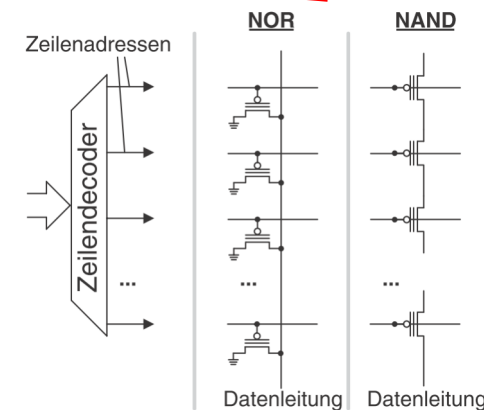 NOR
NAND
Zeilenadressen
Zeilendecoder
...
...
...
Datenleitung
Datenleitung